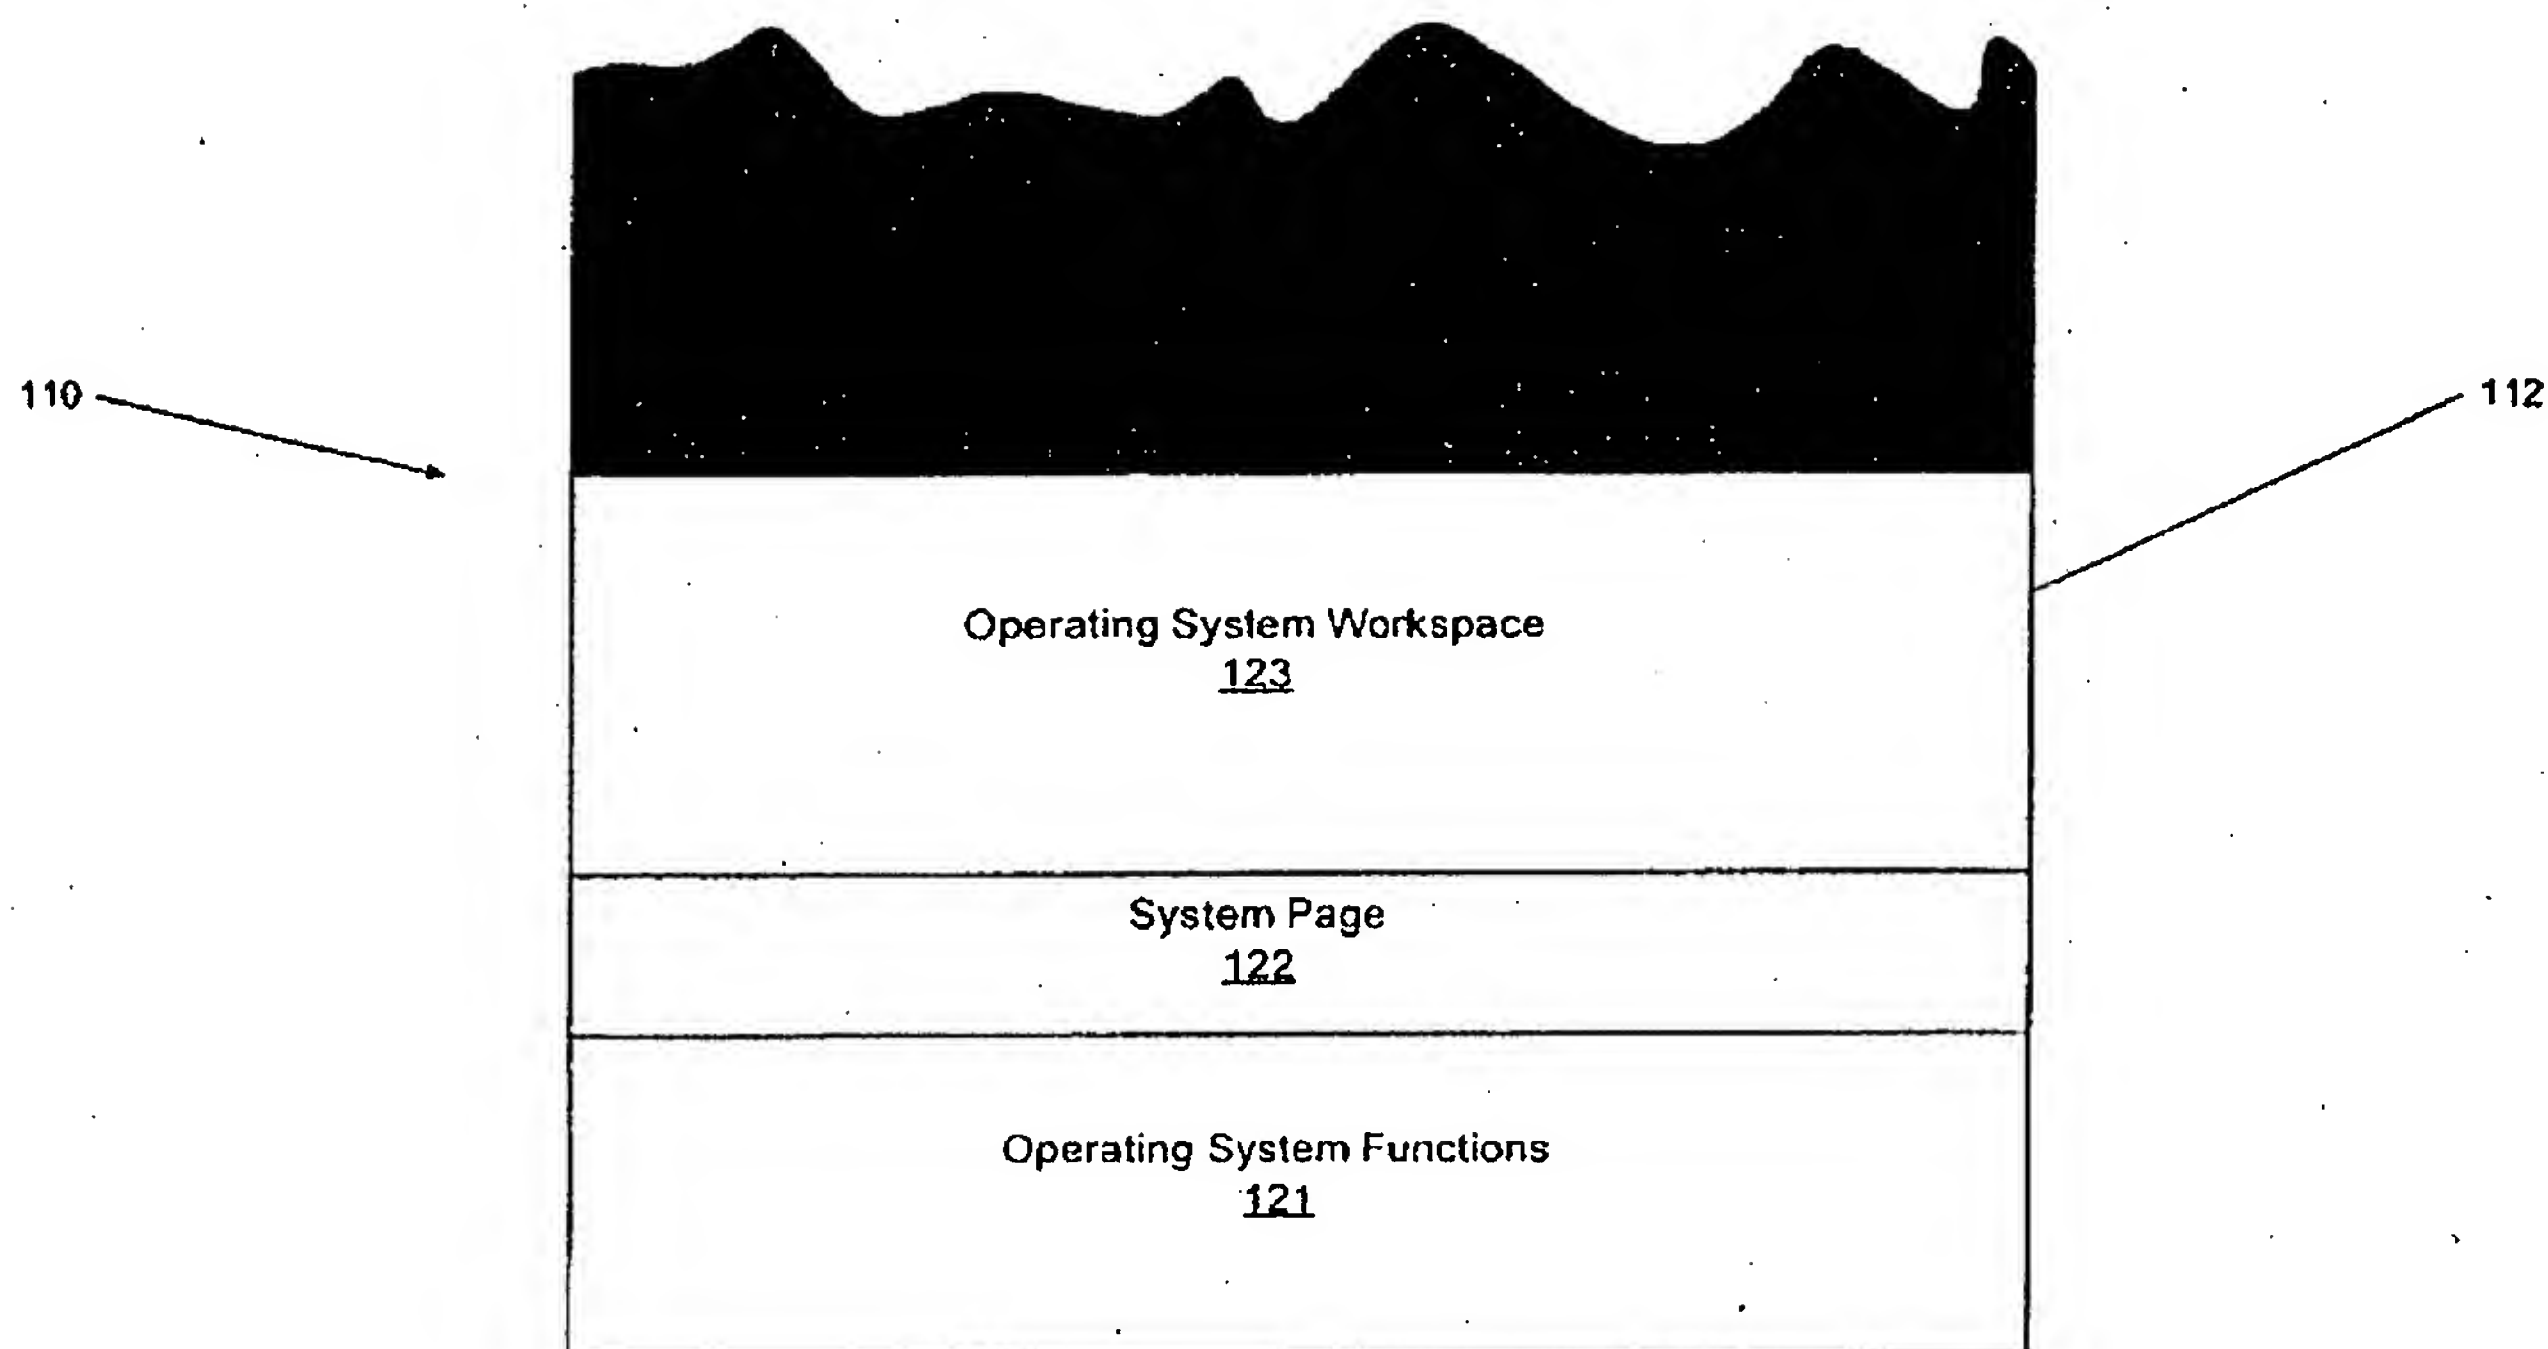 110
112
Operating System Workspace
123
System Page
122
Operating System Functions
121